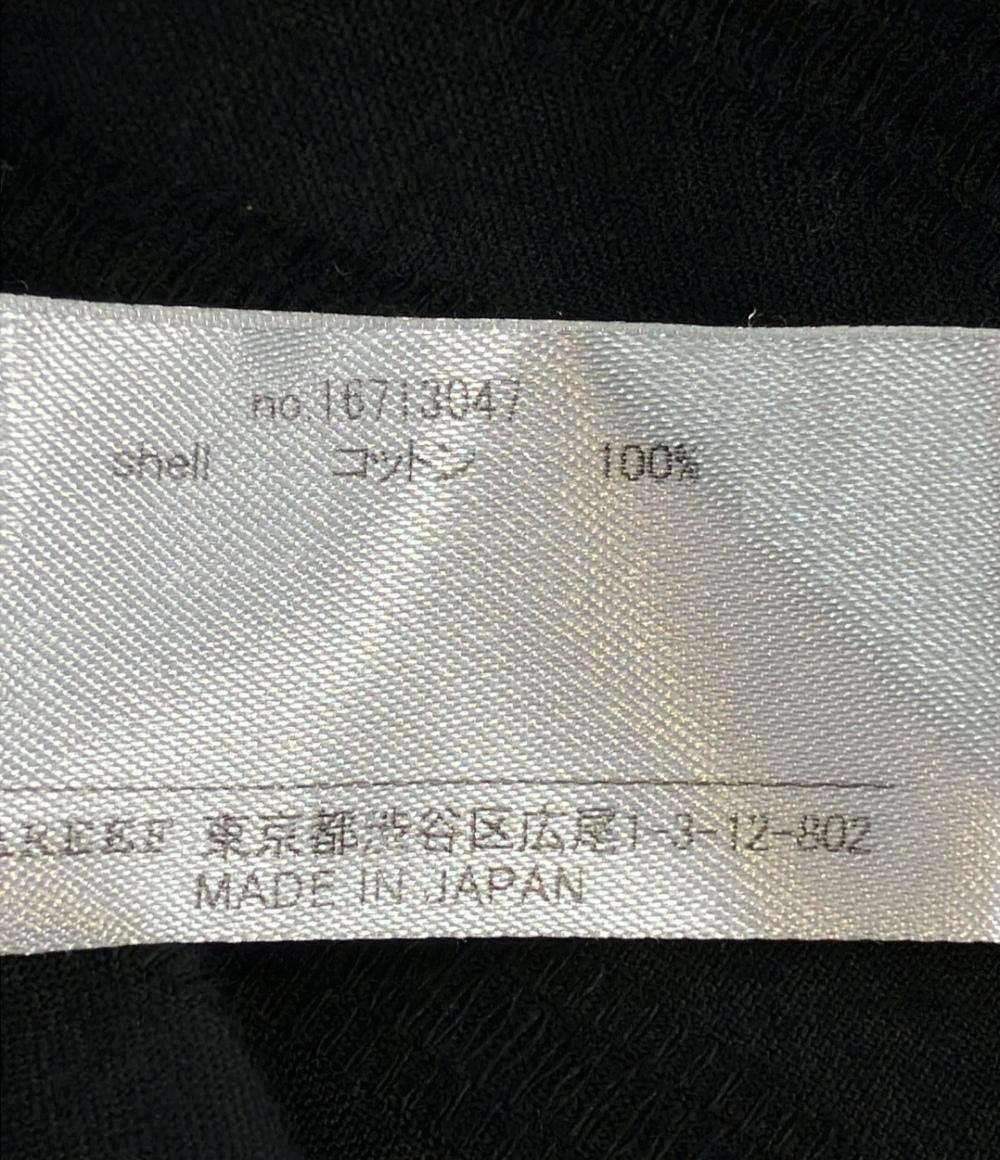 no.16713047
shell コットン 100%
東京都渋谷区広尾1-3-12-802
MADE IN JAPAN